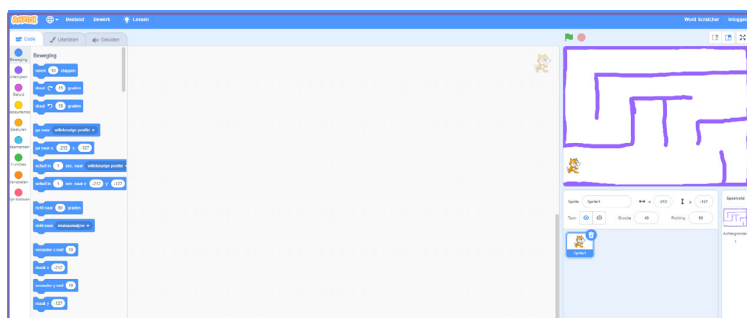 SCRATCH Bestand Bewerk Lessen Word Scratcher Inloggen
Code Uiterlijken Geluiden
Beweging
Beweging
neem 10 stappen
Uiterlijken
draai 15 graden
Geluid
draai 15 graden
Gebeurtenis
Besturen
ga naar willekeurige positie
Waarnemen
ga naar x -212 y -127
Functies
schuif in 1 sec. naar willekeurige positie
Variabelen
schuif in 1 sec. naar x -212 y -127
Mijn blokken
richt naar 90 graden
richt naar muisaanwijzer
verander x met 10
maak x -212
verander y met 10
maak y -127
Sprite Sprite1 x -212 y -127
Toon Grootte 40 Richting 90
Sprite1
Speelveld
Achtergronden
1